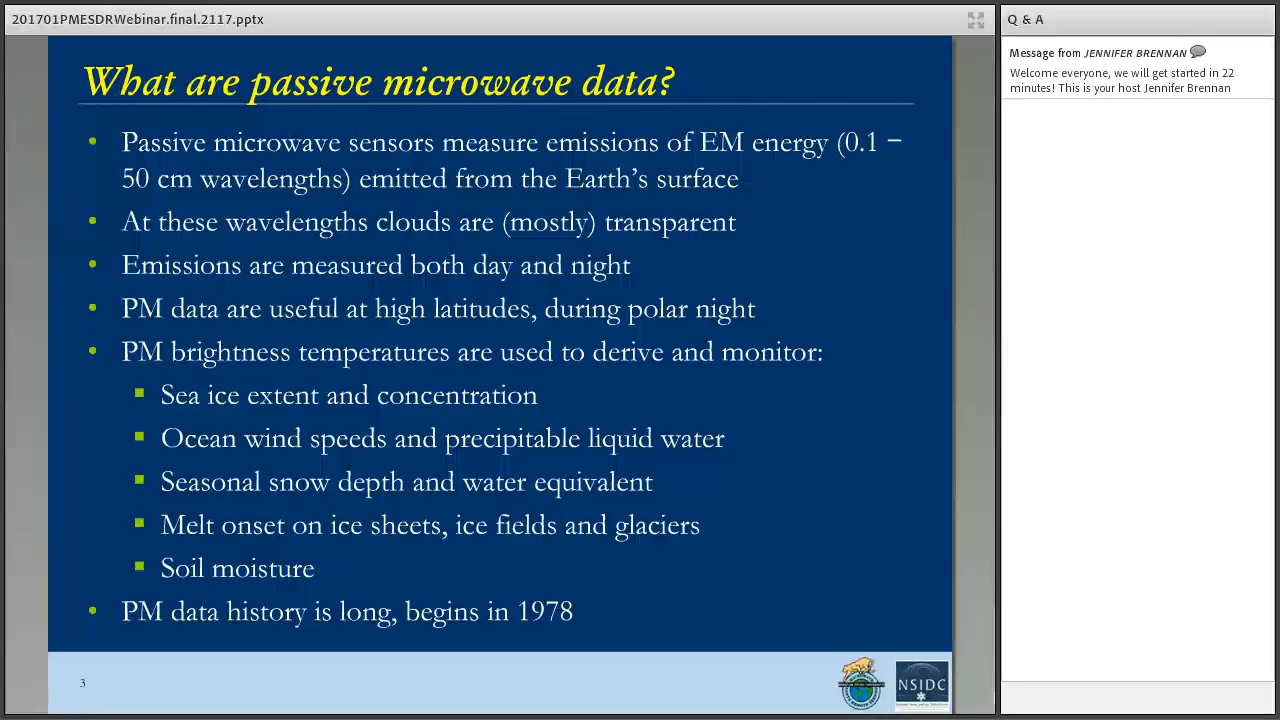 201701PMESDRWebinar.final.2117.pptx
What are passive microwave data?
• Passive microwave sensors measure emissions of EM energy (0.1 –
50 cm wavelengths) emitted from the Earth’s surface
• At these wavelengths clouds are (mostly) transparent
• Emissions are measured both day and night
• PM data are useful at high latitudes, during polar night
• PM brightness temperatures are used to derive and monitor:
▪ Sea ice extent and concentration
▪ Ocean wind speeds and precipitable liquid water
▪ Seasonal snow depth and water equivalent
▪ Melt onset on ice sheets, ice fields and glaciers
▪ Soil moisture
• PM data history is long, begins in 1978
3
NSIDC
Q & A
Message from JENNIFER BRENNAN
Welcome everyone, we will get started in 22
minutes! This is your host Jennifer Brennan